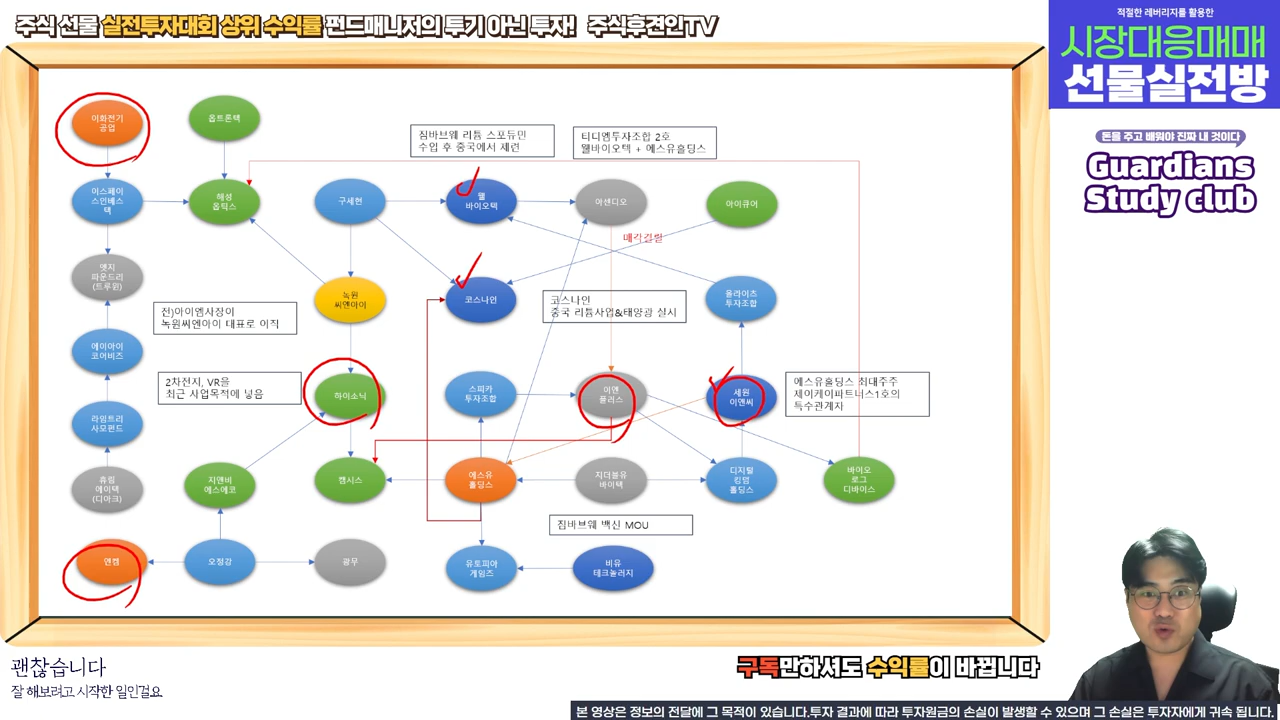 주식 선물 실전투자대회 상위 수익률 펀드매니저의 투기 아닌 투자! 주식후견인TV
적절한 레버리지를 활용한
시장대응매매
선물실전방
돈을 주고 배워야 진짜 내 것이다
Guardians
Study club
이화전기
공업
옵트론텍
짐바브웨 리튬 스포듀민
수입 후 중국에서 재련
티디엠투자조합 2호
웰바이오텍 + 에스유홀딩스
이스페이
스인베스
텍
해성
옵틱스
구세현
웰
바이오텍
아센디오
아이큐어
매각결렬
엣지
파운드리
(트루윈)
녹원
씨엔아이
코스나인
코스나인
중국 리튬사업&태양광 실시
플라이츠
투자조합
전)아이엠사장이
녹원씨엔아이 대표로 이적
에이아이
코어비즈
2차전지, VR을
최근 사업목적에 넣음
하이소닉
스피카
투자조합
이엔
플러스
세원
이앤씨
에스유홀딩스 최대주주
제이케이파트너스1호의
특수관계자
라임트리
사모펀드
휴림
에이텍
(디아크)
지앤비
에스에코
캠시스
에스유
홀딩스
지더블유
바이텍
디지털
킹덤
홀딩스
바이오
로그
디바이스
짐바브웨 백신 MOU
앤캠
오정강
광무
유토피아
게임즈
비유
테크놀러지
괜찮습니다
잘 해보려고 시작한 일인걸요
구독만하셔도 수익률이 바뀝니다
본 영상은 정보의 전달에 그 목적이 있습니다.투자 결과에 따라 투자원금의 손실이 발생할 수 있으며 그 손실은 투자자에게 귀속 됩니다.